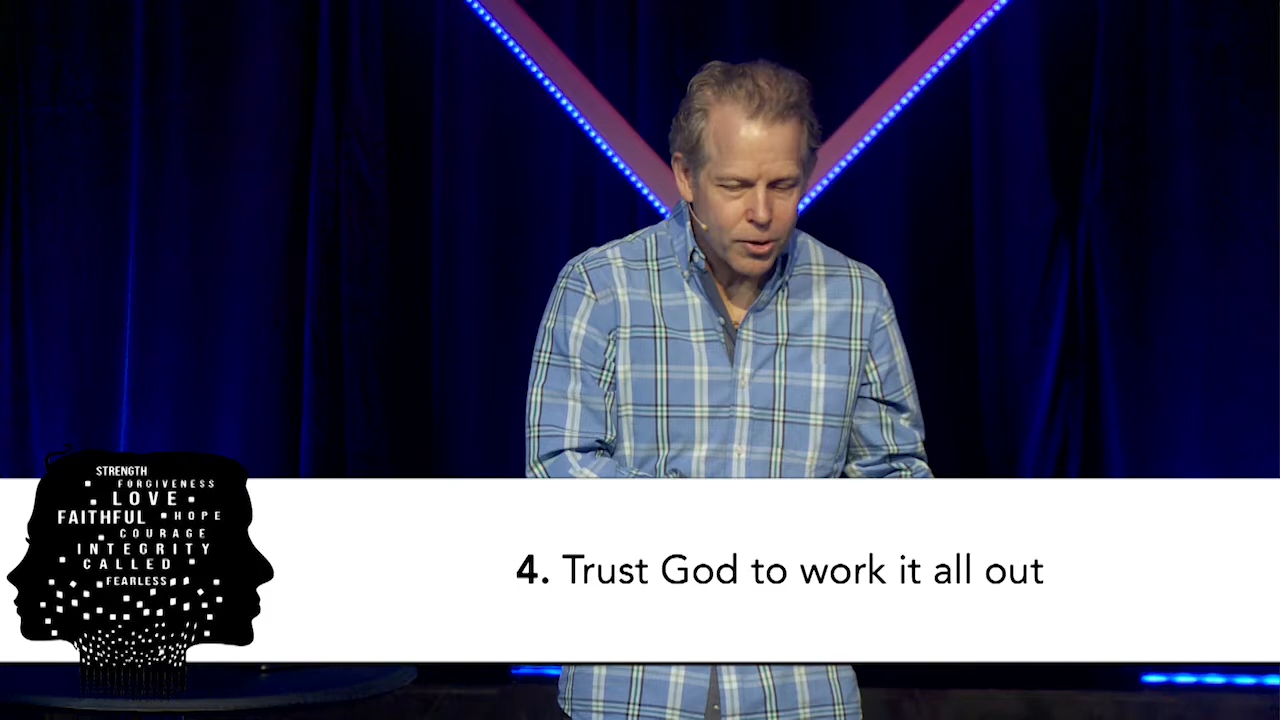 STRENGTH
FORGIVENESS
LOVE
FAITHFUL HOPE
COURAGE
INTEGRITY
CALLED
FEARLESS
4. Trust God to work it all out